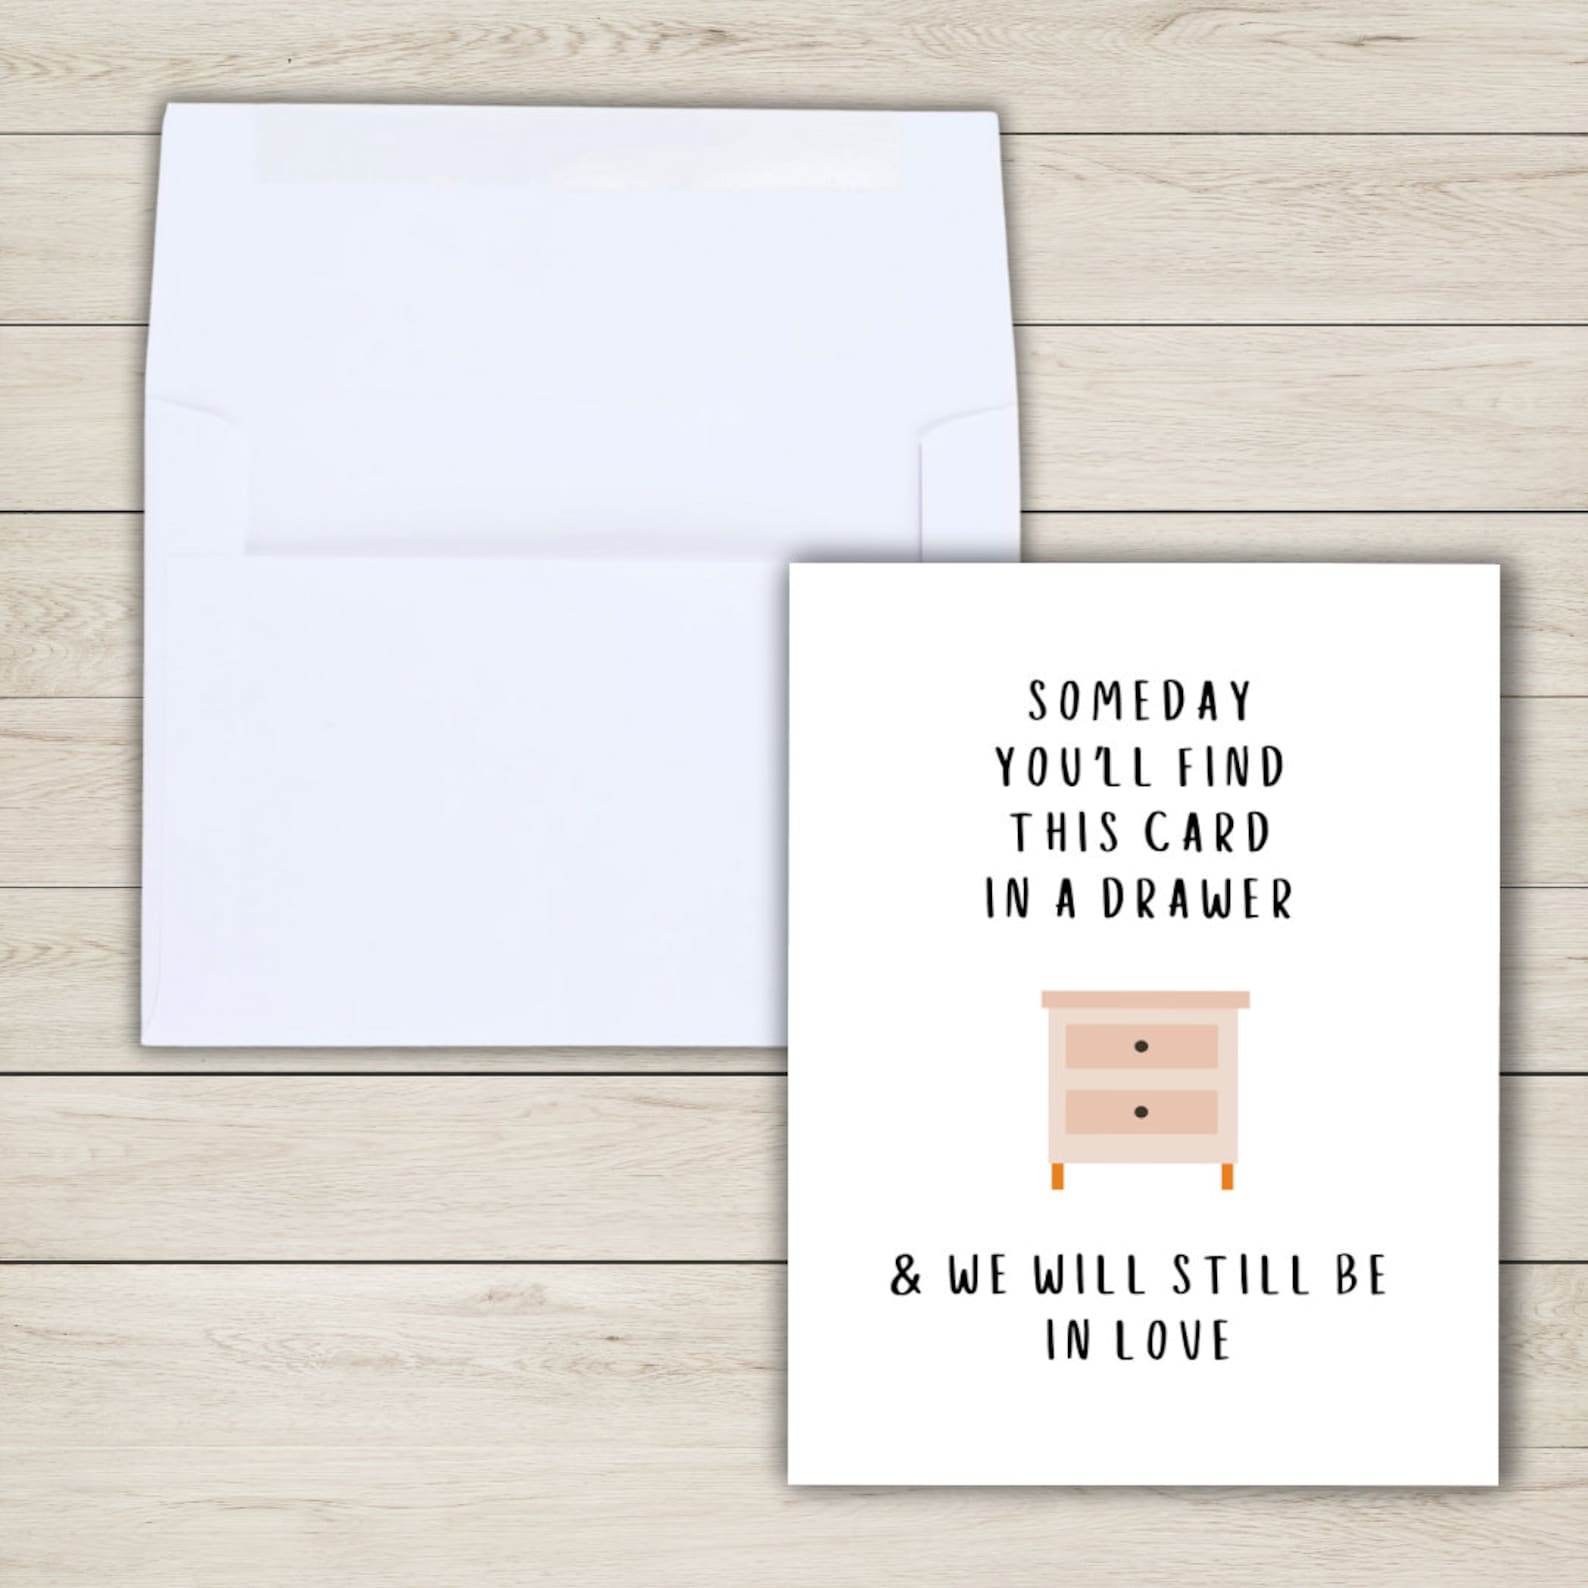 SOMEDAY
YOU'LL FIND
THIS CARD
IN A DRAWER
& WE WILL STILL BE
IN LOVE